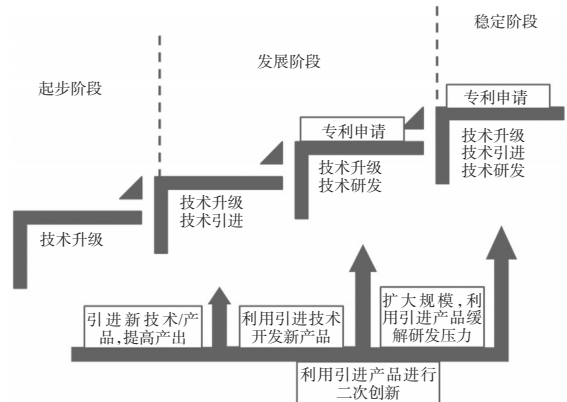 稳定阶段
发展阶段
起步阶段
专利申请
专利申请
技术升级
技术引进
技术研发
技术升级
技术研发
技术升级
技术引进
技术升级
引进新技术/产
品,提高产出
利用引进技术
开发新产品
扩大规模,利
用引进产品缓
解研发压力
利用引进产品进行
二次创新